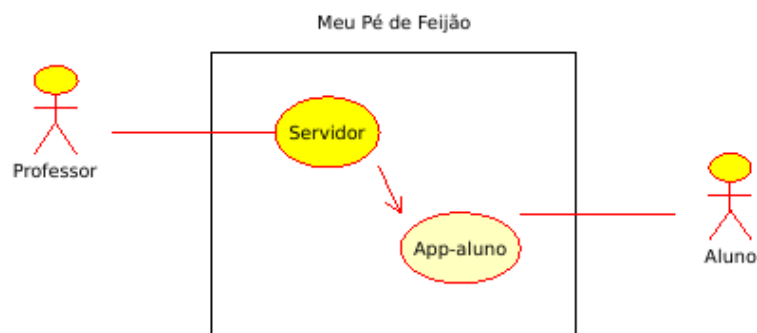 Meu Pé de Feijão
Servidor
Professor
App-aluno
Aluno